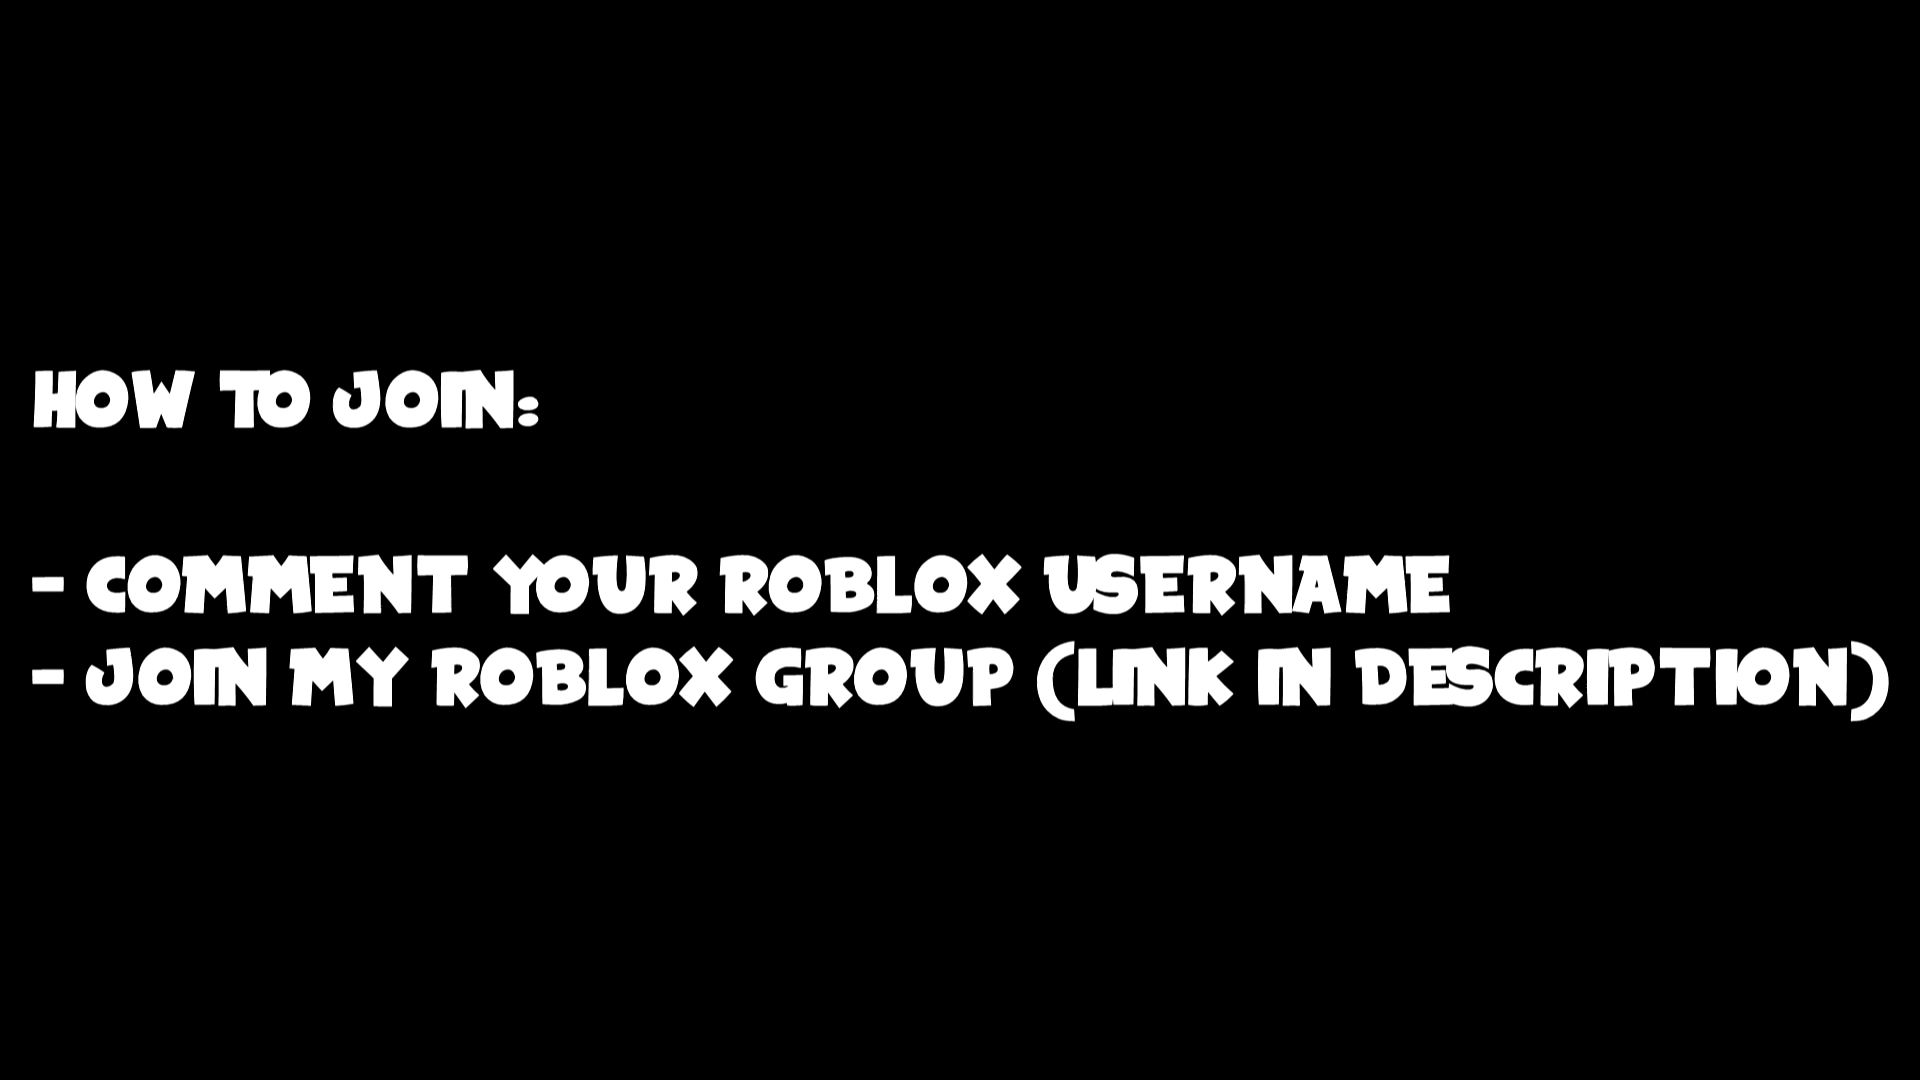 HOW TO JOIN:
- COMMENT YOUR ROBLOX USERNAME
- JOIN MY ROBLOX GROUP (LINK IN DESCRIPTION)